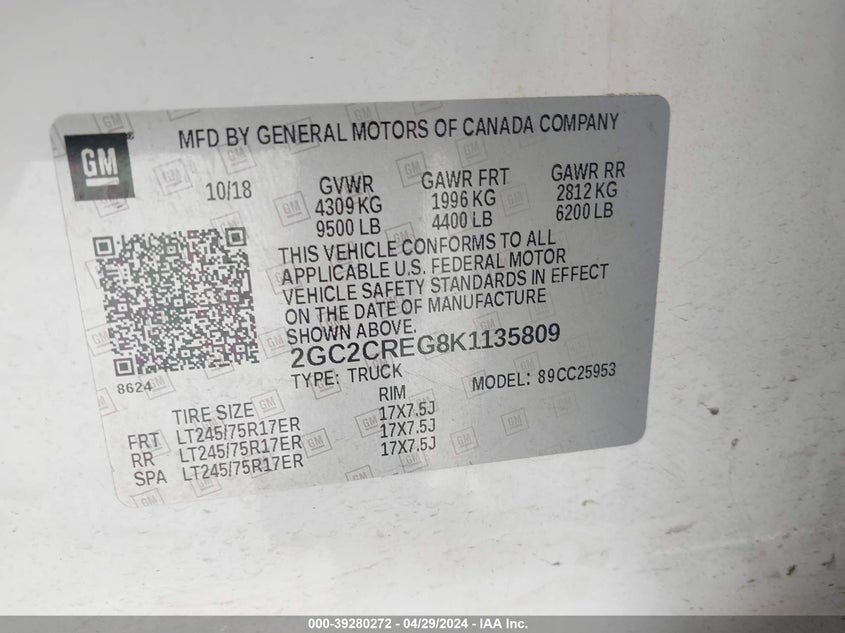 GM
MFD BY GENERAL MOTORS OF CANADA COMPANY
10/18
GVWR GAWR FRT GAWR RR
4309 KG 1996 KG 2812 KG
9500 LB 4400 LB 6200 LB
THIS VEHICLE CONFORMS TO ALL
APPLICABLE U.S. FEDERAL MOTOR
VEHICLE SAFETY STANDARDS IN EFFECT
ON THE DATE OF MANUFACTURE
SHOWN ABOVE.
2GC2CREG8K1135809
8624
TYPE: TRUCK MODEL: 89CC25953
TIRE SIZE RIM
FRT LT245/75R17ER 17X7.5J
RR LT245/75R17ER 17X7.5J
SPA LT245/75R17ER 17X7.5J
000-39280272 - 04/29/2024 - IAA Inc.